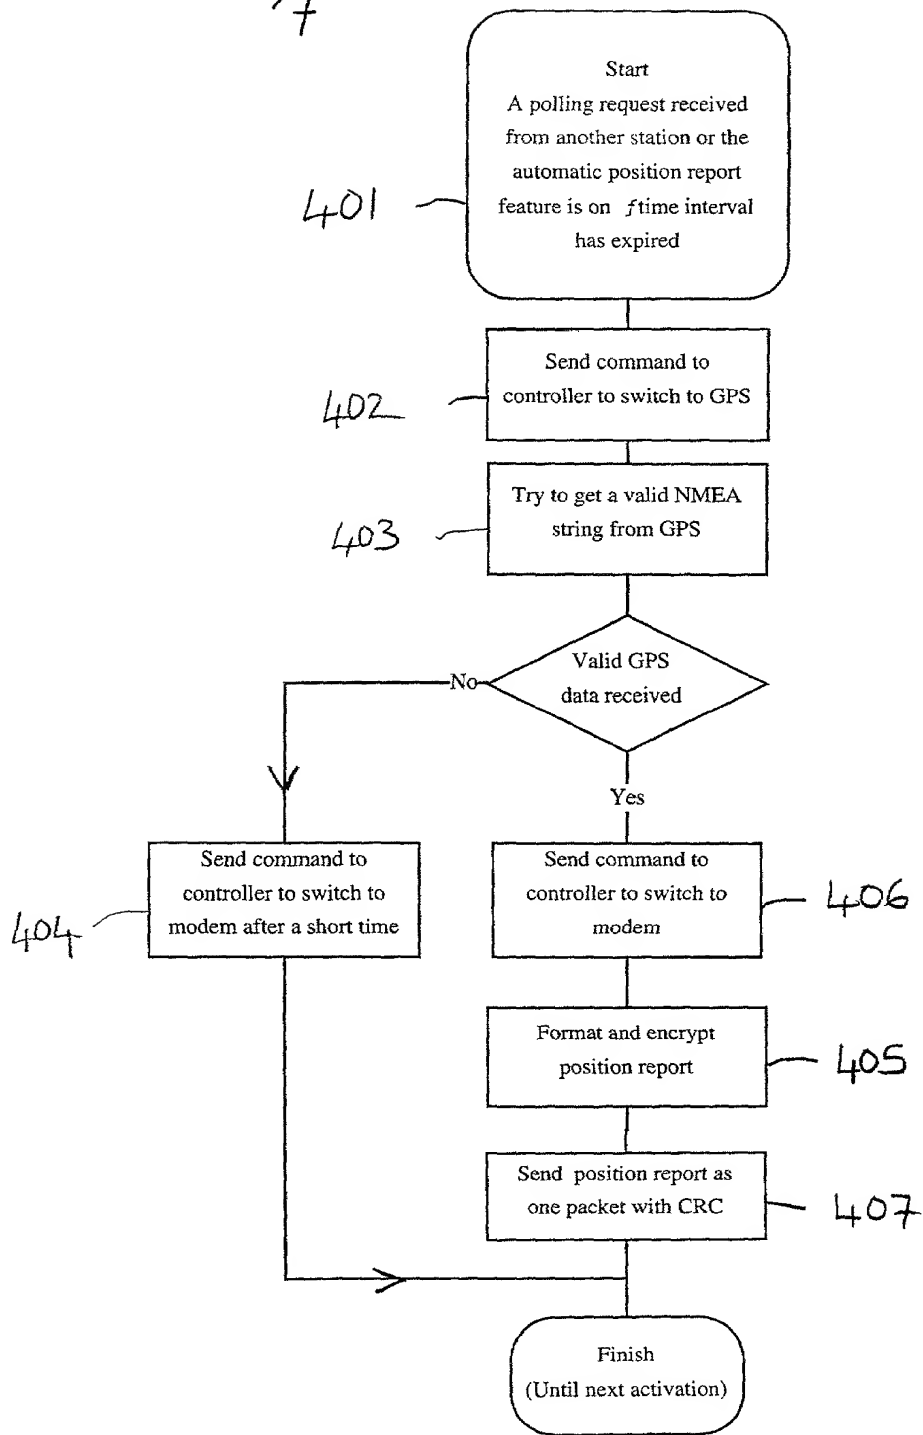 Start
A polling request received
from another station or the
automatic position report
feature is on ftime interval
has expired
401
Send command to
controller to switch to GPS
402
Try to get a valid NMEA
string from GPS
403
Valid GPS
data received
No
Yes
Send command to
controller to switch to
modem after a short time
404
Send command to
controller to switch to
modem
406
Format and encrypt
position report
405
Send position report as
one packet with CRC
407
Finish
(Until next activation)